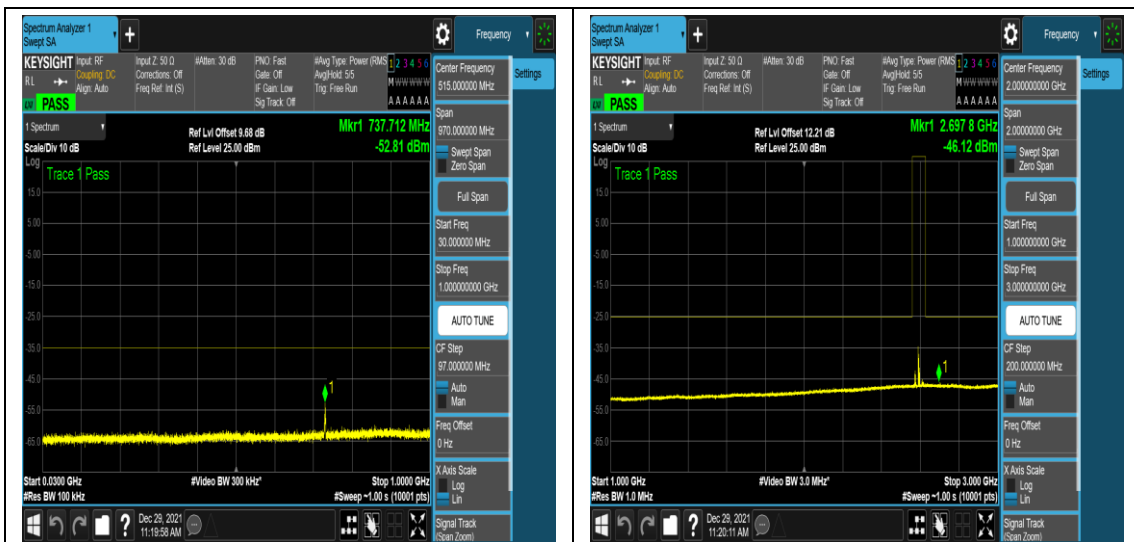 Spectrum Analyzer 1
Swept SA
Frequency
KEYSIGHT
RL
Input: RF
Coupling: DC
Align: Auto
Input Z: 50 Ω
Corrections: Off
Freq Ref: Int (S)
#Atten: 30 dB
PNO: Fast
Gate: Off
IF Gain: Low
Sig Track: Off
#Avg Type: Power (RMS
Avg|Hold: 5/5
Trig: Free Run
1 2 3 4 5 6
M W W W W W
A A A A A A
PASS
Center Frequency
515.000000 MHz
Settings
1 Spectrum
Scale/Div 10 dB
Ref Lvl Offset 9.68 dB
Ref Level 25.00 dBm
Mkr1 737.712 MHz
-52.81 dBm
Log
Trace 1 Pass
15.0
5.00
-5.00
-15.0
-25.0
-35.0
-45.0
-55.0
-65.0
1
Start 0.0300 GHz
#Res BW 100 kHz
#Video BW 300 kHz*
Stop 1.0000 GHz
#Sweep ~1.00 s (10001 pts)
Span
970.000000 MHz
Swept Span
Zero Span
Full Span
Start Freq
30.000000 MHz
Stop Freq
1.000000000 GHz
AUTO TUNE
CF Step
97.000000 MHz
Auto
Man
Freq Offset
0 Hz
X Axis Scale
Log
Lin
Signal Track
(Span Zoom)
?
Dec 29, 2021
11:19:58 AM
Spectrum Analyzer 1
Swept SA
Frequency
KEYSIGHT
RL
Input: RF
Coupling: DC
Align: Auto
Input Z: 50 Ω
Corrections: Off
Freq Ref: Int (S)
#Atten: 30 dB
PNO: Fast
Gate: Off
IF Gain: Low
Sig Track: Off
#Avg Type: Power (RMS
Avg|Hold: 5/5
Trig: Free Run
1 2 3 4 5 6
M W W W W W
A A A A A A
PASS
Center Frequency
2.000000000 GHz
Settings
1 Spectrum
Scale/Div 10 dB
Ref Lvl Offset 12.21 dB
Ref Level 25.00 dBm
Mkr1 2.697 8 GHz
-46.12 dBm
Log
Trace 1 Pass
15.0
5.00
-5.00
-15.0
-25.0
-35.0
-45.0
-55.0
-65.0
1
Start 1.000 GHz
#Res BW 1.0 MHz
#Video BW 3.0 MHz*
Stop 3.000 GHz
#Sweep ~1.00 s (10001 pts)
Span
2.00000000 GHz
Swept Span
Zero Span
Full Span
Start Freq
1.000000000 GHz
Stop Freq
3.000000000 GHz
AUTO TUNE
CF Step
200.000000 MHz
Auto
Man
Freq Offset
0 Hz
X Axis Scale
Log
Lin
Signal Track
(Span Zoom)
?
Dec 29, 2021
11:20:11 AM